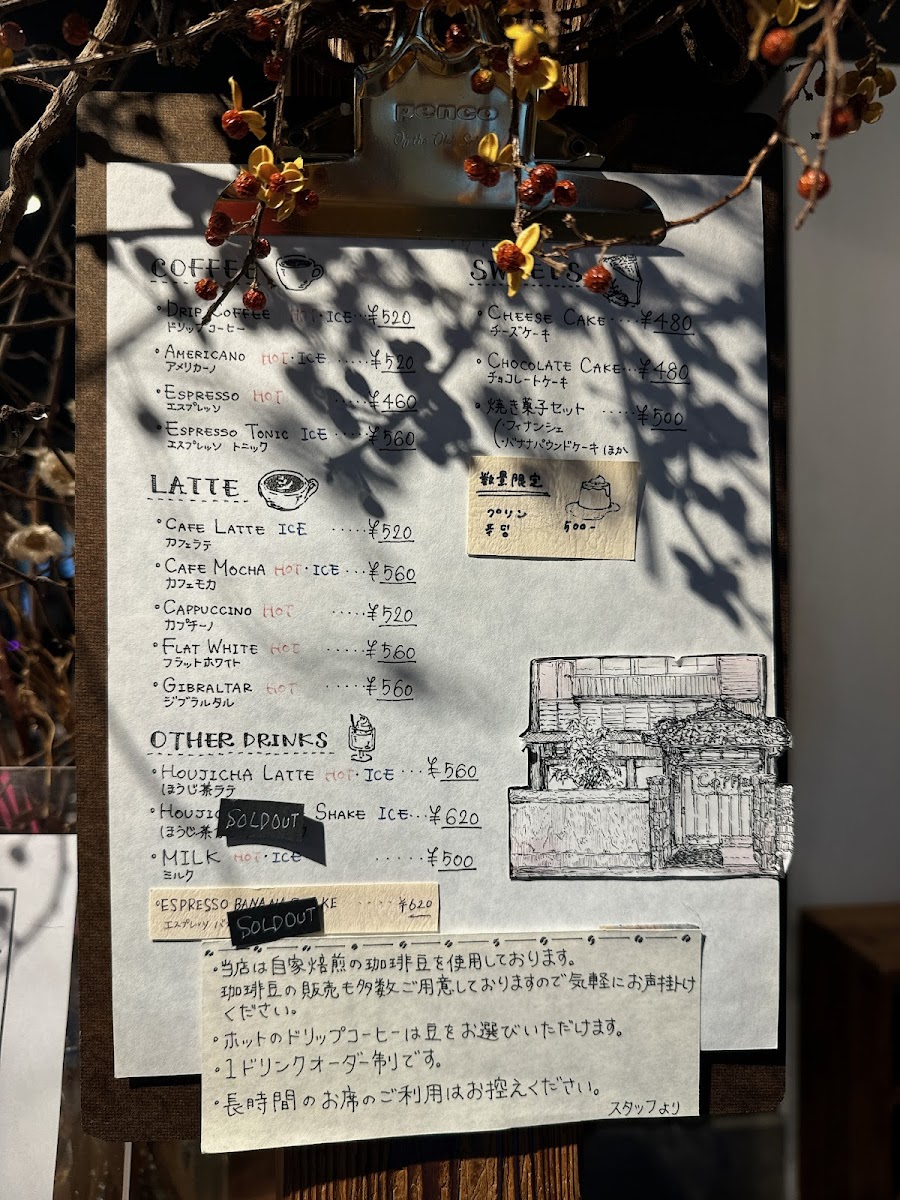 penco
COFFEE
• DRIP COFFEE HOT・ICE...¥520
ドリップコーヒー
• AMERICANO HOT・ICE.....¥520
アメリカーノ
• ESPRESSO HOT .....¥460
エスプレッソ
• ESPRESSO TONIC ICE ....¥560
エスプレッソ トニック
LATTE
• CAFE LATTE ICE .....¥520
カフェラテ
• CAFE MOCHA HOT・ICE...¥560
カフェモカ
• CAPPUCCINO HOT .....¥520
カプチーノ
• FLAT WHITE HOT .....¥560
フラットホワイト
• GIBRALTAR HOT .....¥560
ジブラルタル
OTHER DRINKS
• HOUJICHA LATTE HOT・ICE...¥560
ほうじ茶ラテ
SHAKE ICE...¥620
(ほうじ茶
SOLDOUT
• MILK HOT・ICE ......¥500
ミルク
• ESPRESSO BANANA ....¥620
エスプレッソ
SOLDOUT
SWEETS
• CHEESE CAKE....¥480
チーズケーキ
• CHOCOLATE CAKE...¥480
チョコレートケーキ
• 焼き菓子セット .....¥500
(・フィナンシェ
・バナナパウンドケーキ ほか
数量限定
プリン
500-
COFFEE
• 当店は自家焙煎の珈琲豆を使用しております。
珈琲豆の販売も多数ご用意しておりますので気軽にお声掛け
ください。
• ホットのドリップコーヒーは豆をお選びいただけます。
• 1ドリンクオーダー制です。
• 長時間のお席のご利用はお控えください。
スタッフより